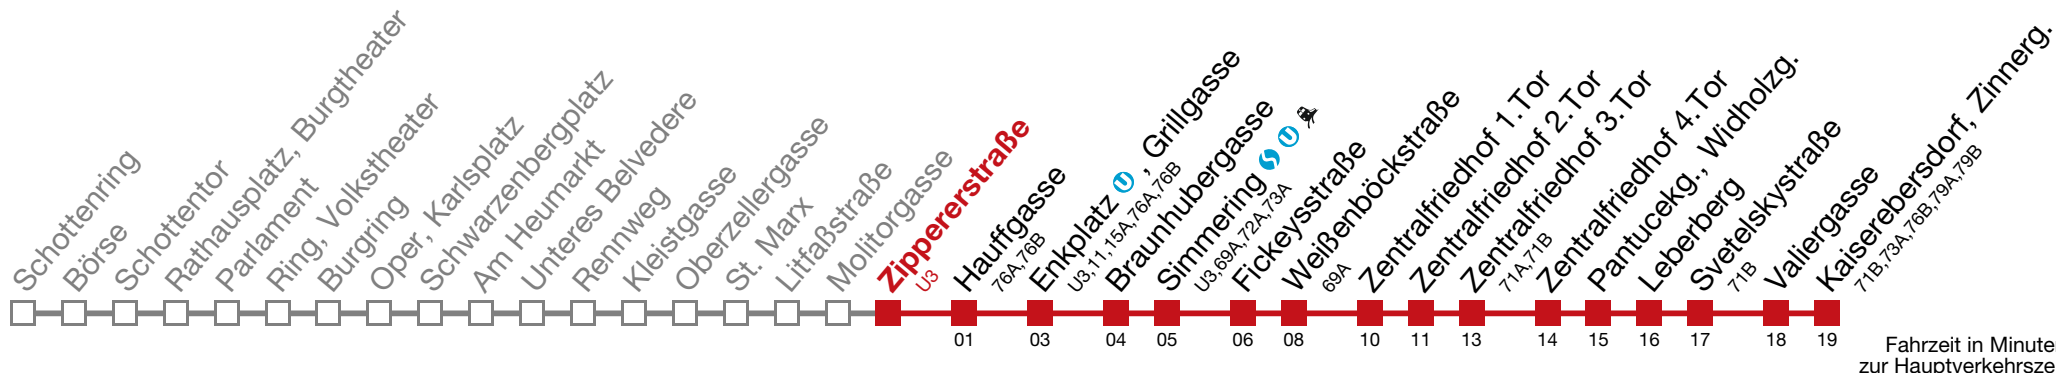 Schottenring
Börse
Schottentor
Rathausplatz, Burgtheater
Parlament
Ring, Volkstheater
Burgring
Oper, Karlsplatz
Schwarzenbergplatz
Am Heumarkt
Unteres Belvedere
Rennweg
Kleistgasse
Oberzellergasse
St. Marx
Litfaßstraße
Molitorgasse
Zippererstraße
U3
Hauffgasse
76A,76B
Enkplatz U , Grillgasse
U3,11,15A,76A,76B
Braunhubergasse
Simmering S U
U3,69A,72A,73A
Fickeysstraße
Weißenböckstraße
69A
Zentralfriedhof 1.Tor
Zentralfriedhof 2.Tor
Zentralfriedhof 3.Tor
71A,71B
Zentralfriedhof 4.Tor
Pantucekg., Widholzg.
Leberberg
Svetelskystraße
71B
Valiergasse
Kaiserebersdorf, Zinnerg.
71B,73A,76B,79A,79B
01 03 04 05 06 08 10 11 13 14 15 16 17 18 19
Fahrzeit in Minuten
zur Hauptverkehrsze